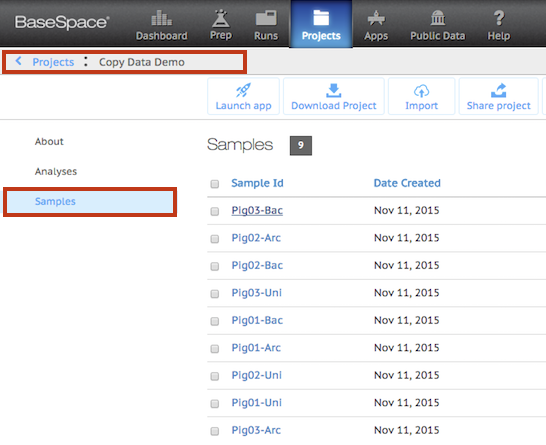 BaseSpace®
Dashboard Prep Runs Projects Apps Public Data Help
Projects : Copy Data Demo
Launch app Download Project Import Share project
About
Analyses
Samples
Samples 9
Sample Id Date Created
Pig03-Bac Nov 11, 2015
Pig02-Arc Nov 11, 2015
Pig02-Bac Nov 11, 2015
Pig03-Uni Nov 11, 2015
Pig01-Bac Nov 11, 2015
Pig01-Arc Nov 11, 2015
Pig02-Uni Nov 11, 2015
Pig01-Uni Nov 11, 2015
Pig03-Arc Nov 11, 2015